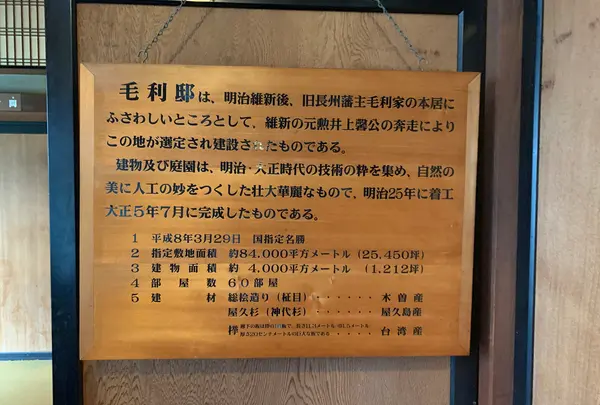 毛利邸は、明治維新後、旧長州藩主毛利家の本居に
ふさわしいところとして、維新の元勲井上馨公の奔走により
この地が選定され建設されたものである。
建物及び庭園は、明治・大正時代の技術の粋を集め、自然の
美に人工の妙をつくした壮大華麗なもので、明治25年に着工
大正5年7月に完成したものである。
1 平成8年3月29日 国指定名勝
2 指定敷地面積 約84,000平方メートル(25,450坪)
3 建物面積 約4,000平方メートル(1,212坪)
4 部屋数 60部屋
5 建材 総桧造り(柾目)・・・・・・木曽産
屋久杉(神代杉)・・・・・・屋久島産
欅 ・・・・台湾産